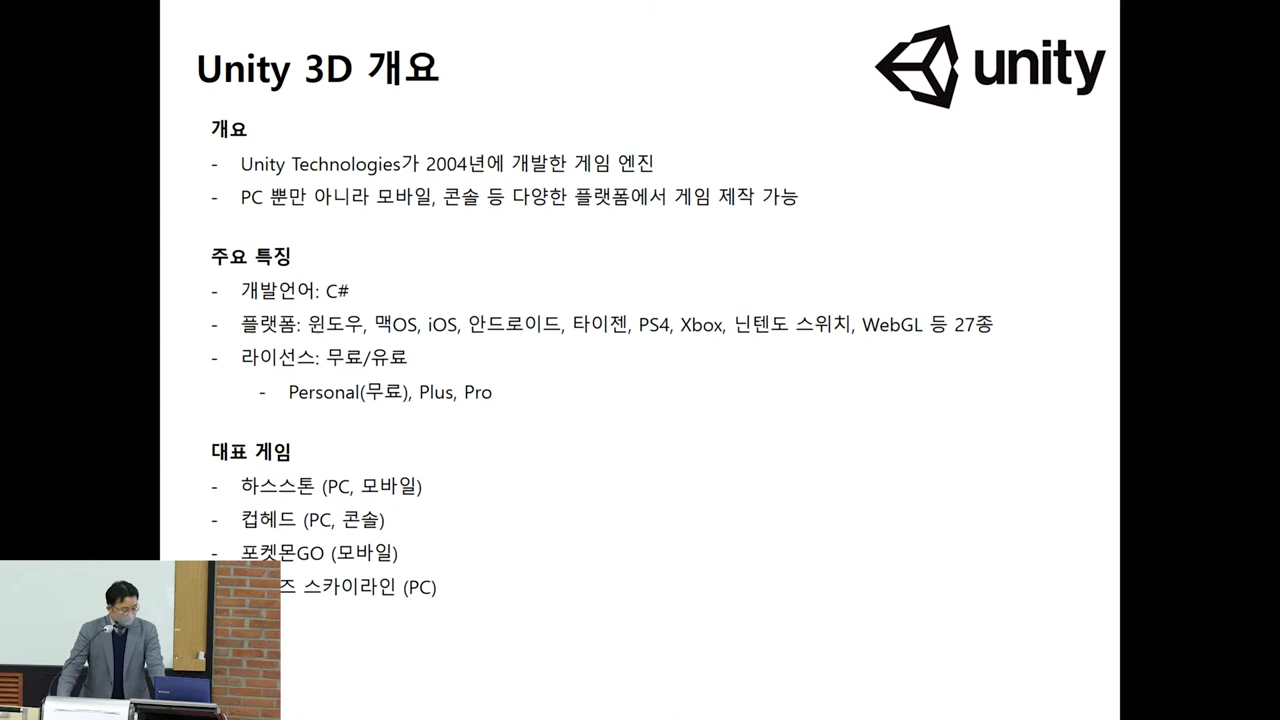 Unity 3D 개요
unity
개요
- Unity Technologies가 2004년에 개발한 게임 엔진
- PC 뿐만 아니라 모바일, 콘솔 등 다양한 플랫폼에서 게임 제작 가능
주요 특징
- 개발언어: C#
- 플랫폼: 윈도우, 맥OS, iOS, 안드로이드, 타이젠, PS4, Xbox, 닌텐도 스위치, WebGL 등 27종
- 라이선스: 무료/유료
- Personal(무료), Plus, Pro
대표 게임
- 하스스톤 (PC, 모바일)
- 컵헤드 (PC, 콘솔)
- 포켓몬GO (모바일)
즈 스카이라인 (PC)